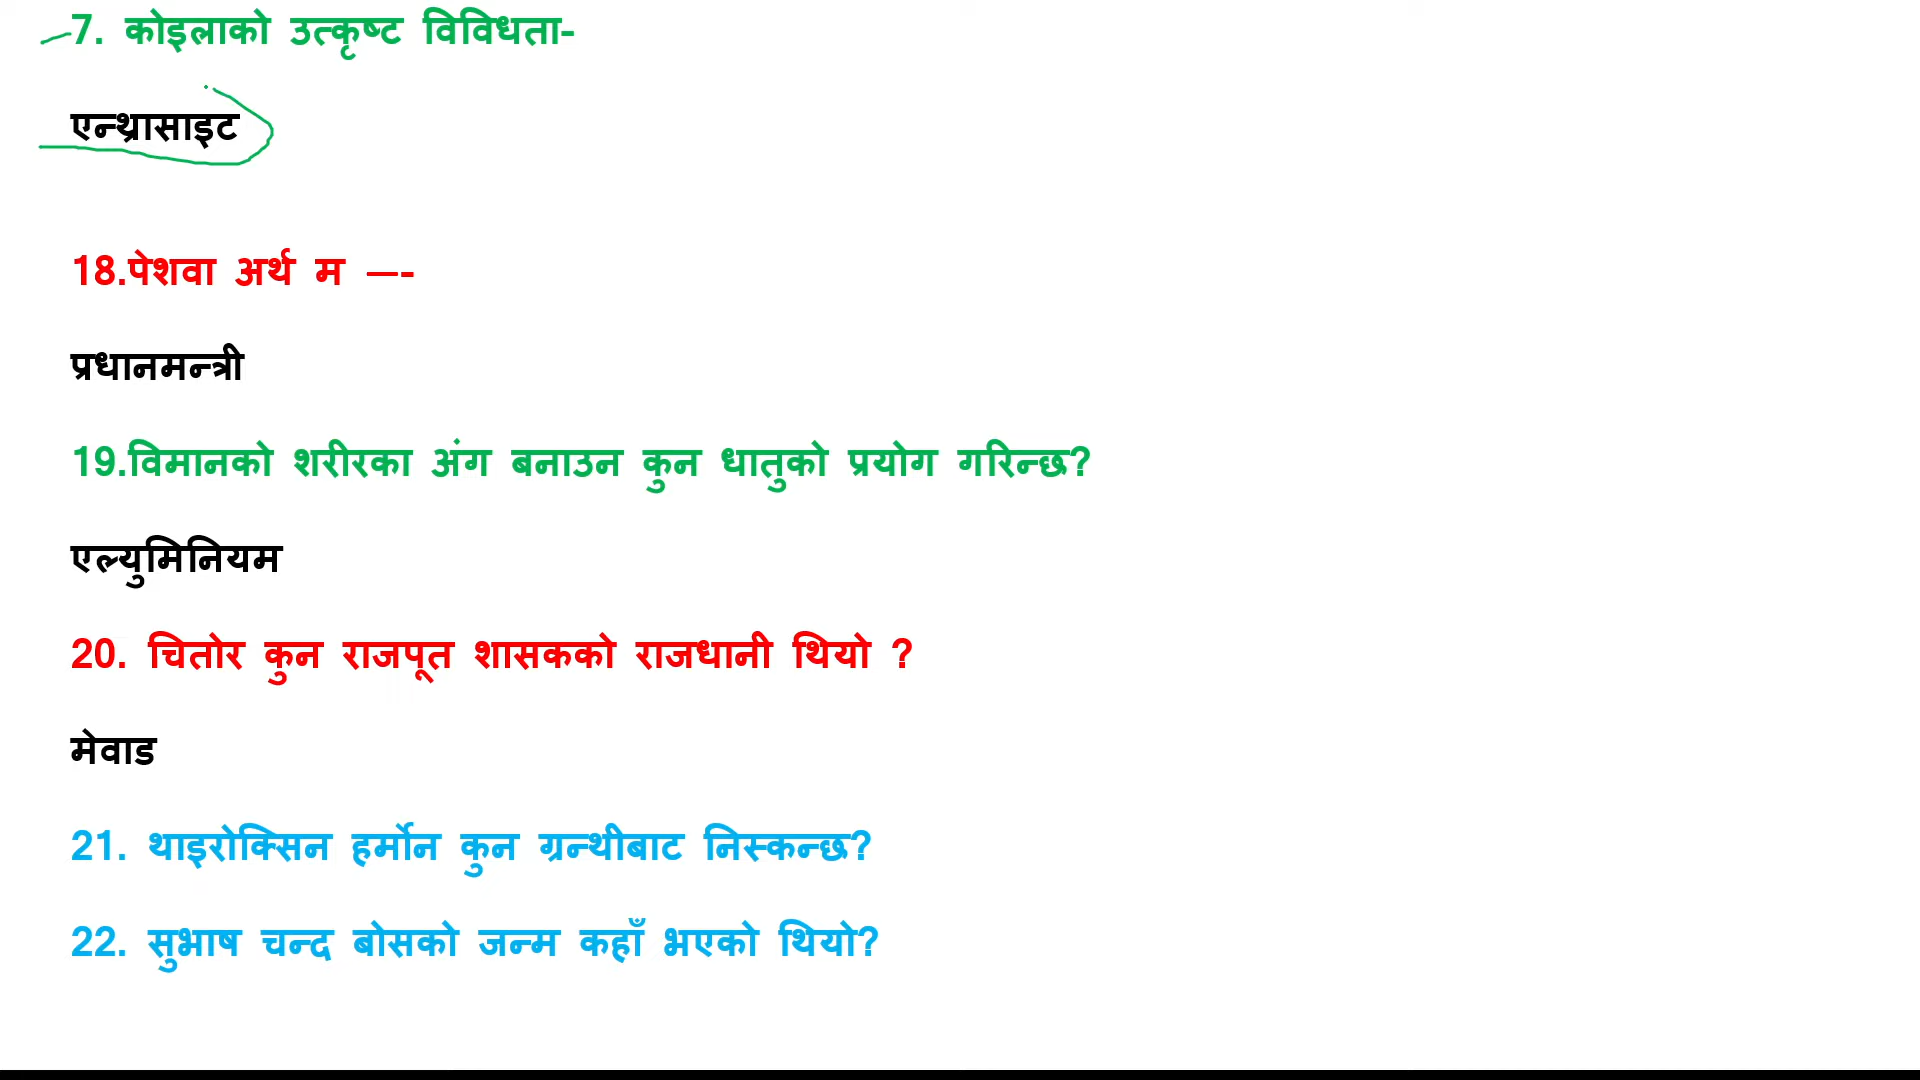 7. कोइलाको उत्कृष्ट विविधता-
एन्थ्रासाइट
18.पेशवा अर्थ म —-
प्रधानमन्त्री
19.विमानको शरीरका अंग बनाउन कुन धातुको प्रयोग गरिन्छ?
एल्युमिनियम
20. चितोर कुन राजपूत शासकको राजधानी थियो ?
मेवाड
21. थाइरोक्सिन हर्मोन कुन ग्रन्थीबाट निस्कन्छ?
22. सुभाष चन्द बोसको जन्म कहाँ भएको थियो?